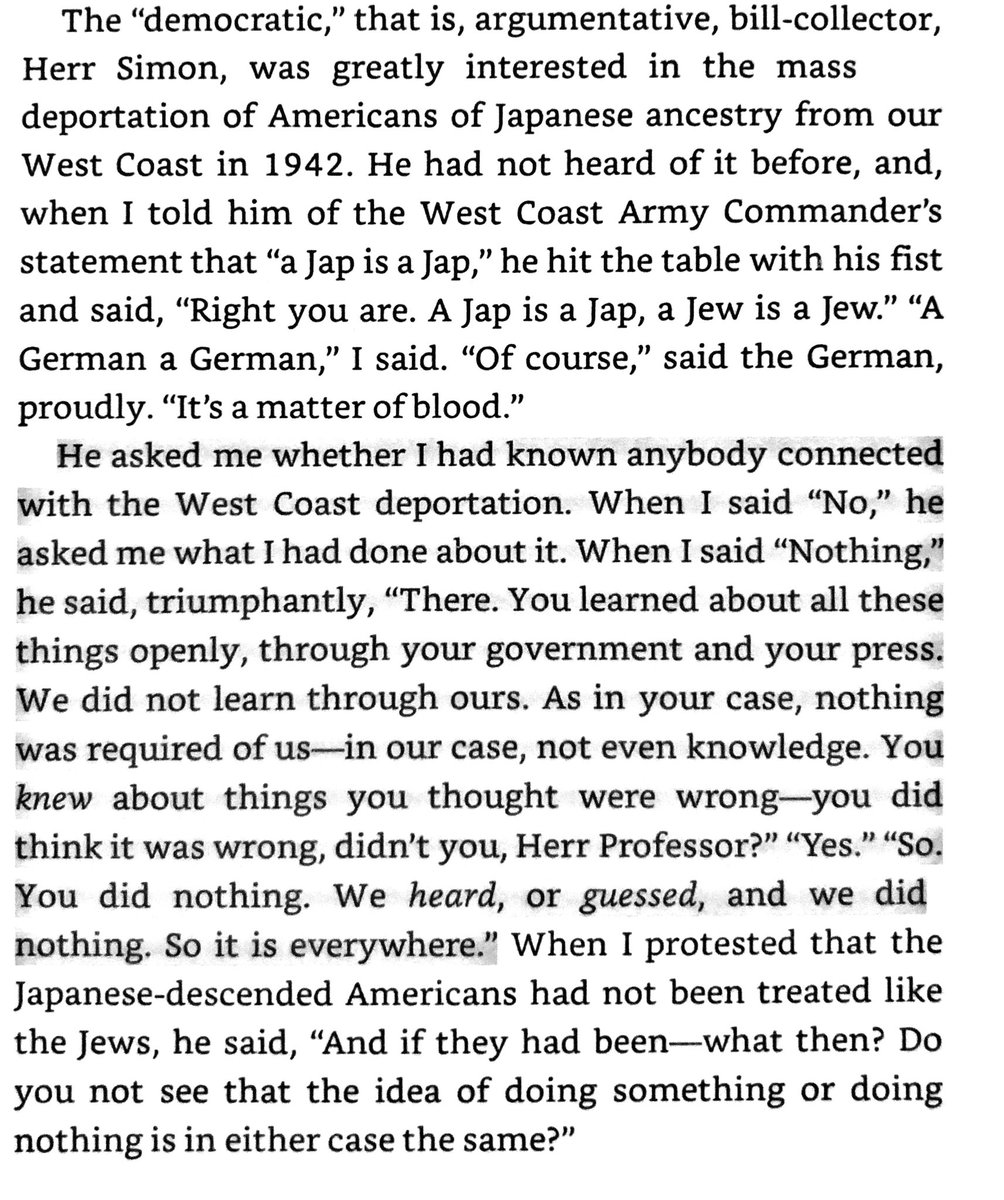 The “democratic,” that is, argumentative, bill-collector,
Herr Simon, was greatly interested in the mass
deportation of Americans of Japanese ancestry from our
West Coast in 1942. He had not heard of it before, and,
when I told him of the West Coast Army Commander’s
statement that “a Jap is a Jap,” he hit the table with his fist
and said, “Right you are. A Jap is a Jap, a Jew is a Jew.” “A
German a German,” I said. “Of course,” said the German,
proudly. “It’s a matter of blood.”
He asked me whether I had known anybody connected
with the West Coast deportation. When I said “No,” he
asked me what I had done about it. When I said “Nothing,”
he said, triumphantly, “There. You learned about all these
things openly, through your government and your press.
We did not learn through ours. As in your case, nothing
was required of us—in our case, not even knowledge. You
knew about things you thought were wrong—you did
think it was wrong, didn’t you, Herr Professor?” “Yes.” “So.
You did nothing. We heard, or guessed, and we did
nothing. So it is everywhere.” When I protested that the
Japanese-descended Americans had not been treated like
the Jews, he said, “And if they had been—what then? Do
you not see that the idea of doing something or doing
nothing is in either case the same?”